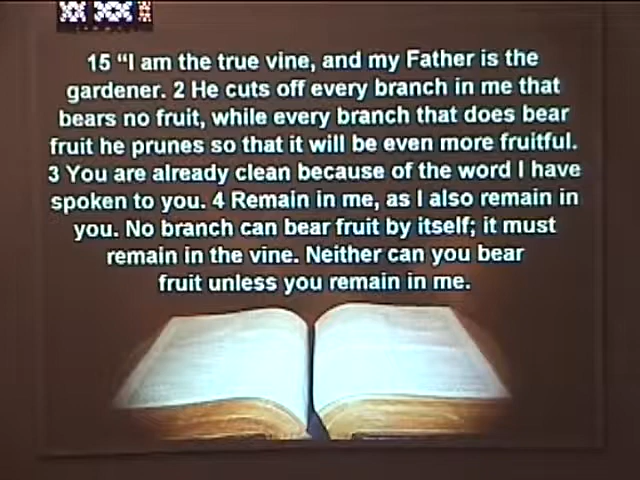 15 “I am the true vine, and my Father is the
gardener. 2 He cuts off every branch in me that
bears no fruit, while every branch that does bear
fruit he prunes so that it will be even more fruitful.
3 You are already clean because of the word I have
spoken to you. 4 Remain in me, as I also remain in
you. No branch can bear fruit by itself; it must
remain in the vine. Neither can you bear
fruit unless you remain in me.